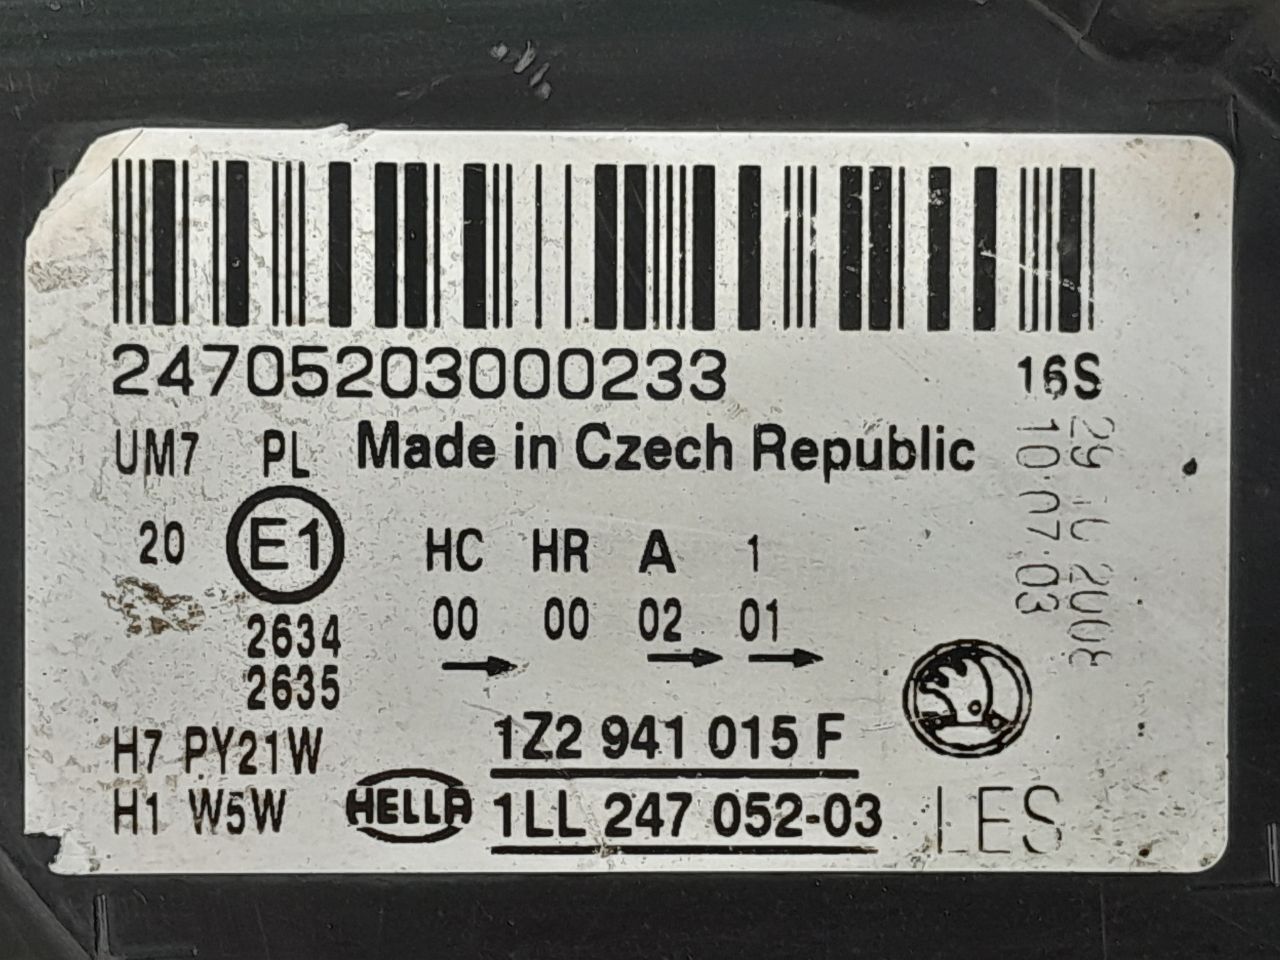 24705203000233 16S
UM7 PL Made in Czech Republic
20 E1 HC HR A 1
00 00 02 01
2634
2635
29 10 2008
10·07·03
H7 PY21W 1Z2 941 015 F
H1 W5W HELLA 1LL 247 052-03 LES